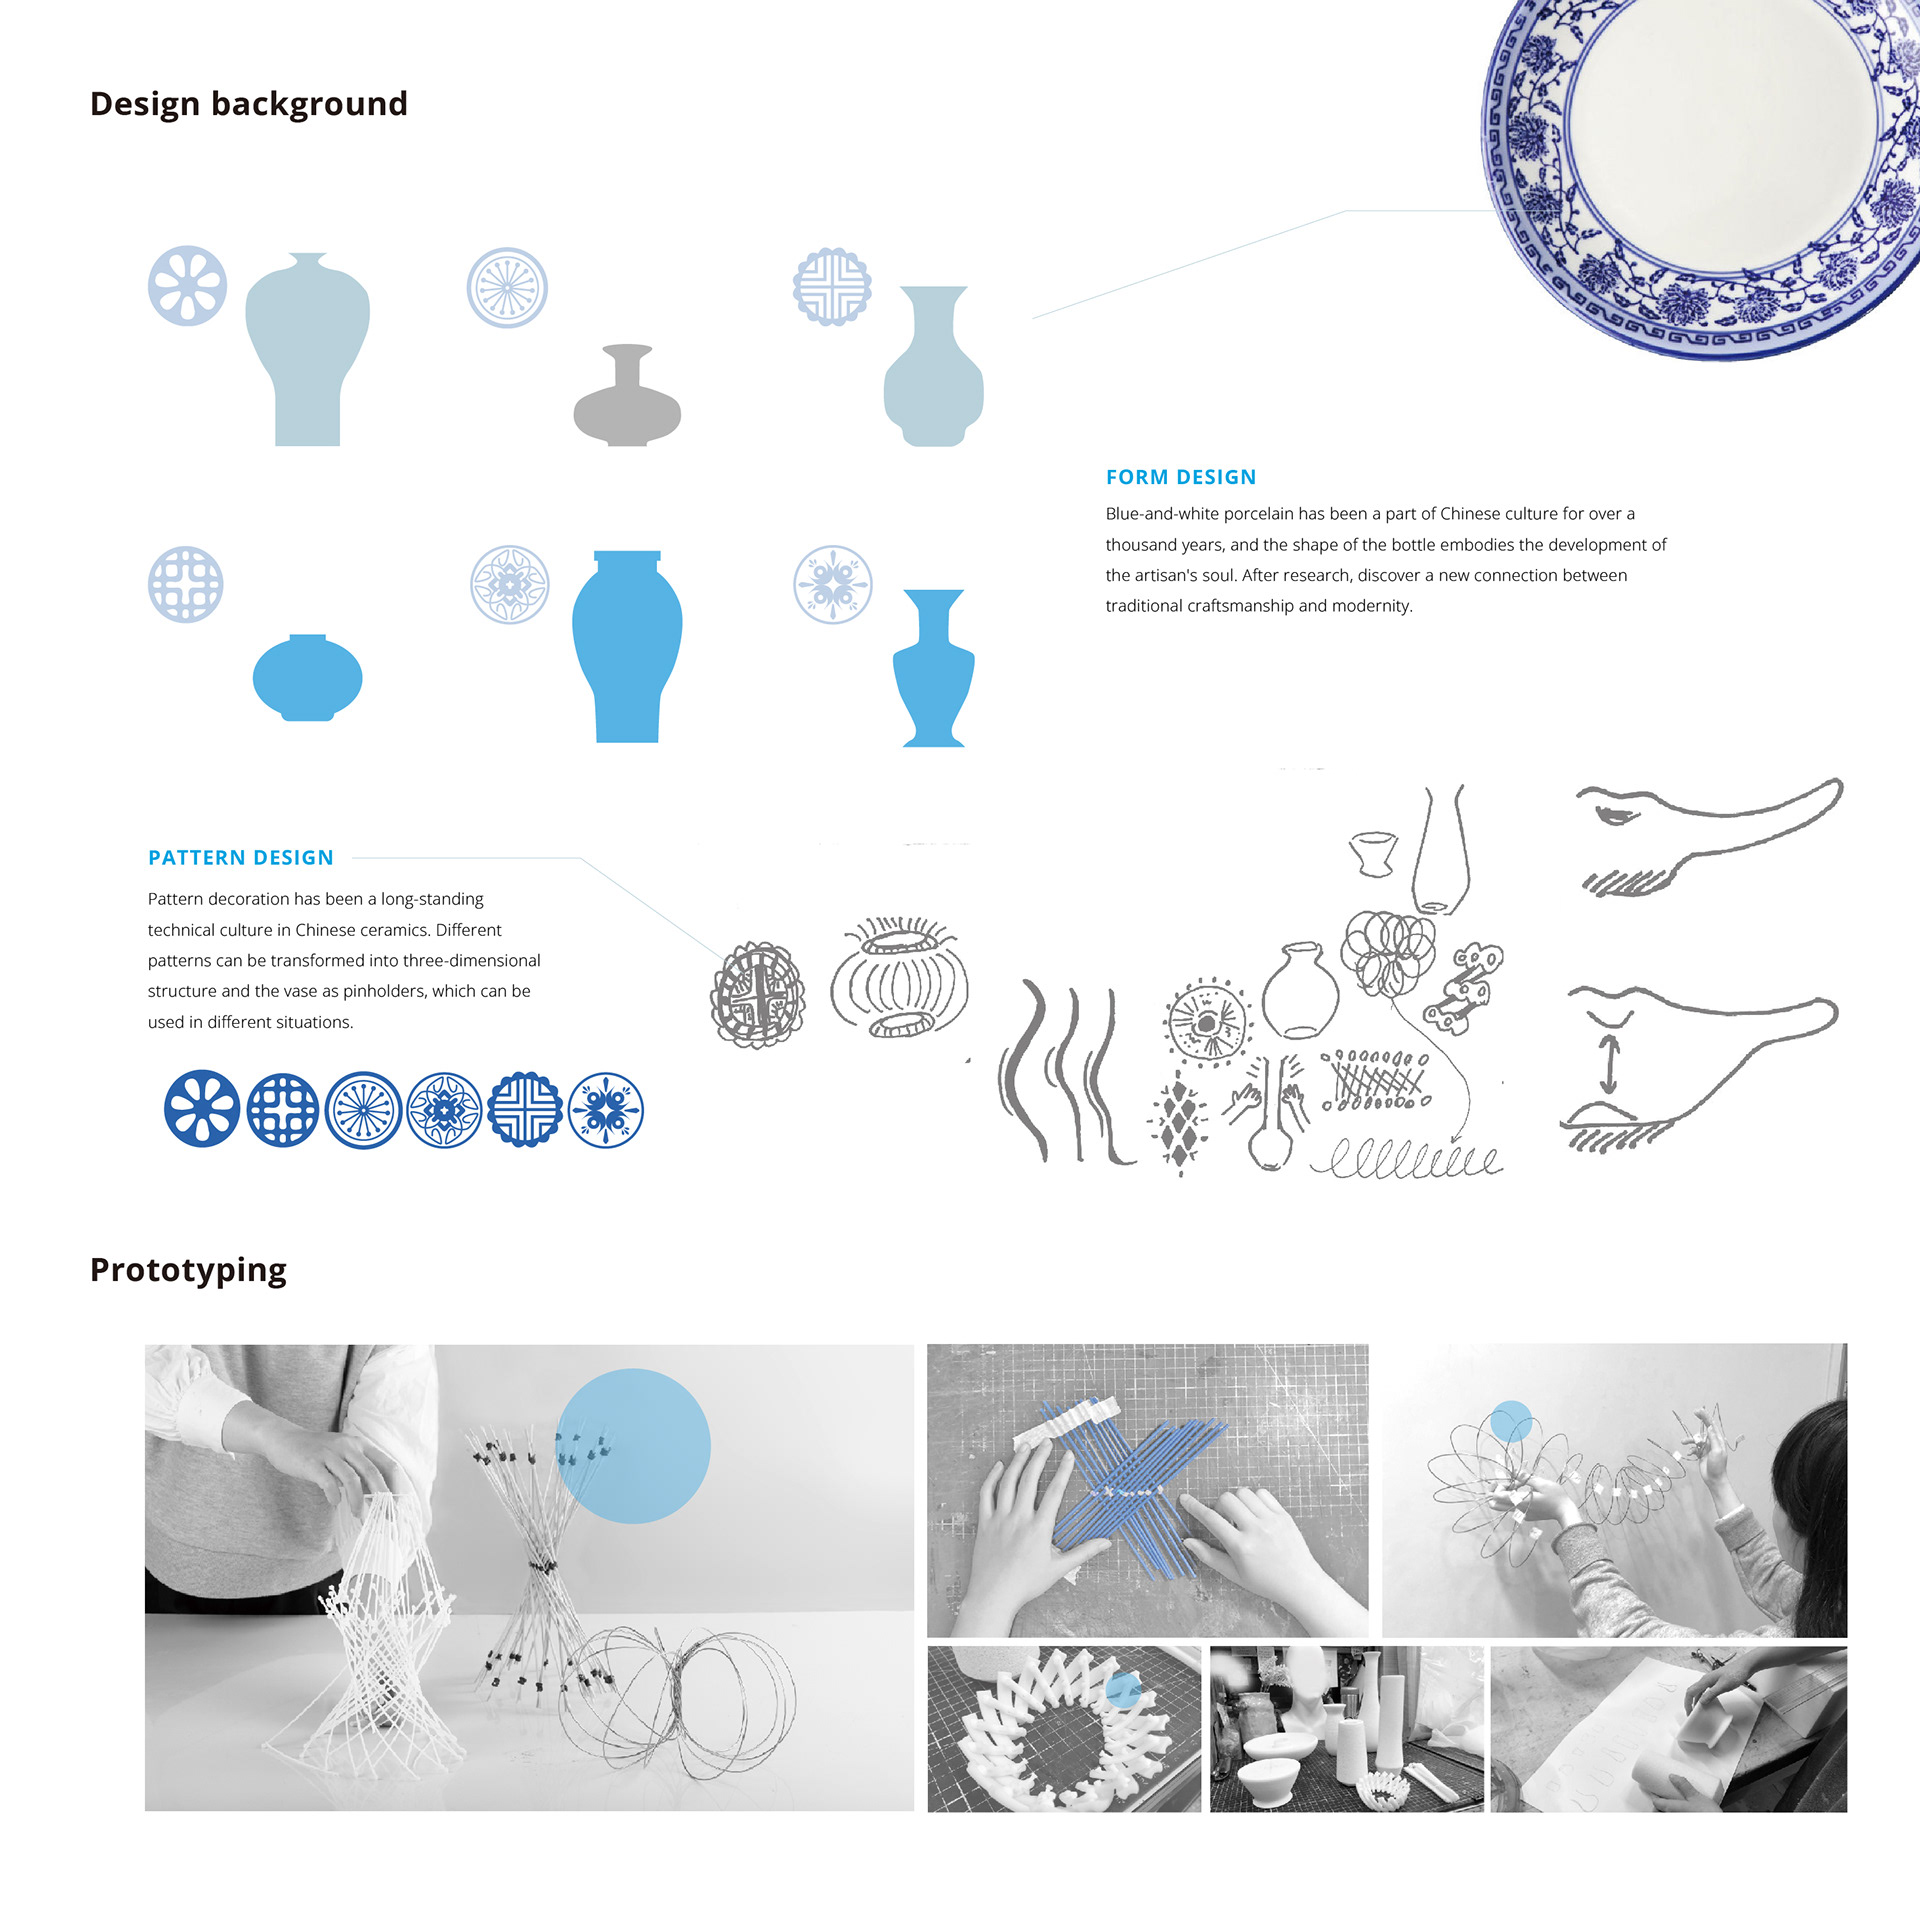 Design background
FORM DESIGN
Blue-and-white porcelain has been a part of Chinese culture for over a
thousand years, and the shape of the bottle embodies the development of
the artisan's soul. After research, discover a new connection between
traditional craftsmanship and modernity.
PATTERN DESIGN
Pattern decoration has been a long-standing
technical culture in Chinese ceramics. Different
patterns can be transformed into three-dimensional
structure and the vase as pinholders, which can be
used in different situations.
Prototyping